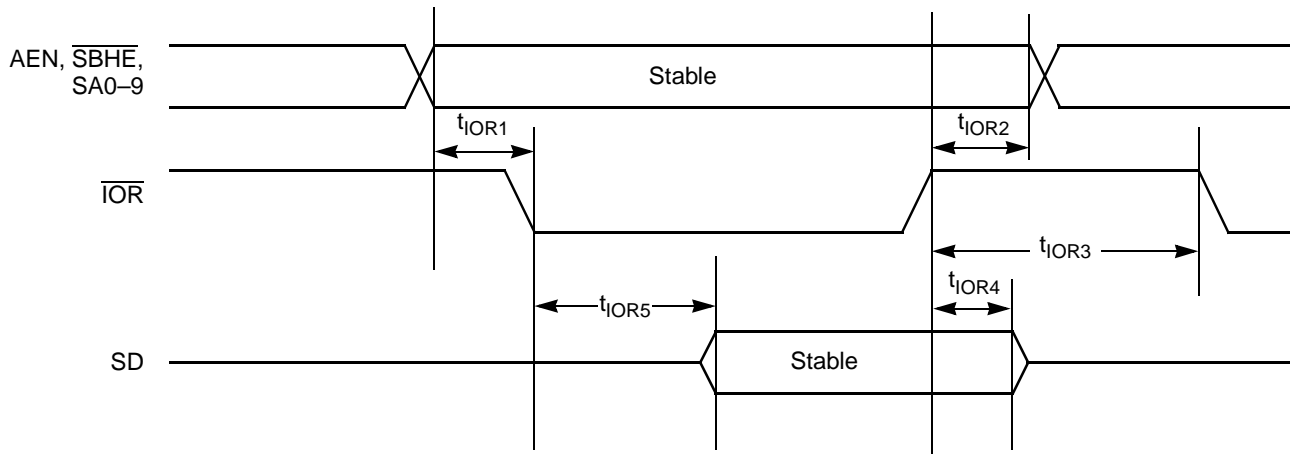 AEN, SBHE,
SA0–9
Stable
tIOR1
tIOR2
IOR
tIOR3
tIOR4
tIOR5
SD
Stable